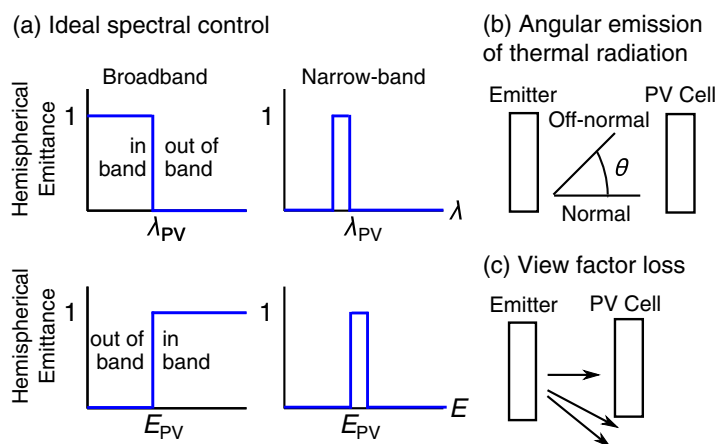 (a) Ideal spectral control
Broadband
Narrow-band
Hemispherical
Emittance
1
in
band
out of
band
λPV
1
λPV
λ
Hemispherical
Emittance
1
out of
band
in
band
EPV
1
EPV
E
(b) Angular emission
of thermal radiation
Emitter
PV Cell
Off-normal
θ
Normal
(c) View factor loss
Emitter
PV Cell